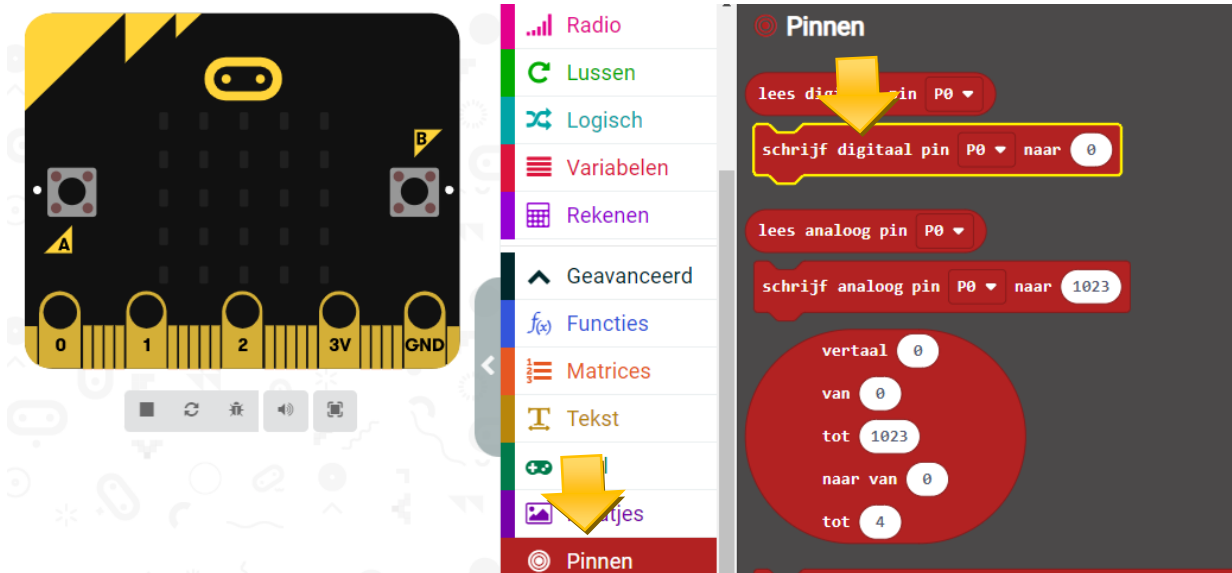 B
A
0
1
2
3V
GND
Radio
Lussen
Logisch
Variabelen
Rekenen
Geavanceerd
f(x) Functies
Matrices
Tekst
Pinnen
Pinnen
lees pin P0
schrijf digitaal pin P0 naar 0
lees analoog pin P0
schrijf analoog pin P0 naar 1023
vertaal 0
van 0
tot 1023
naar van 0
tot 4